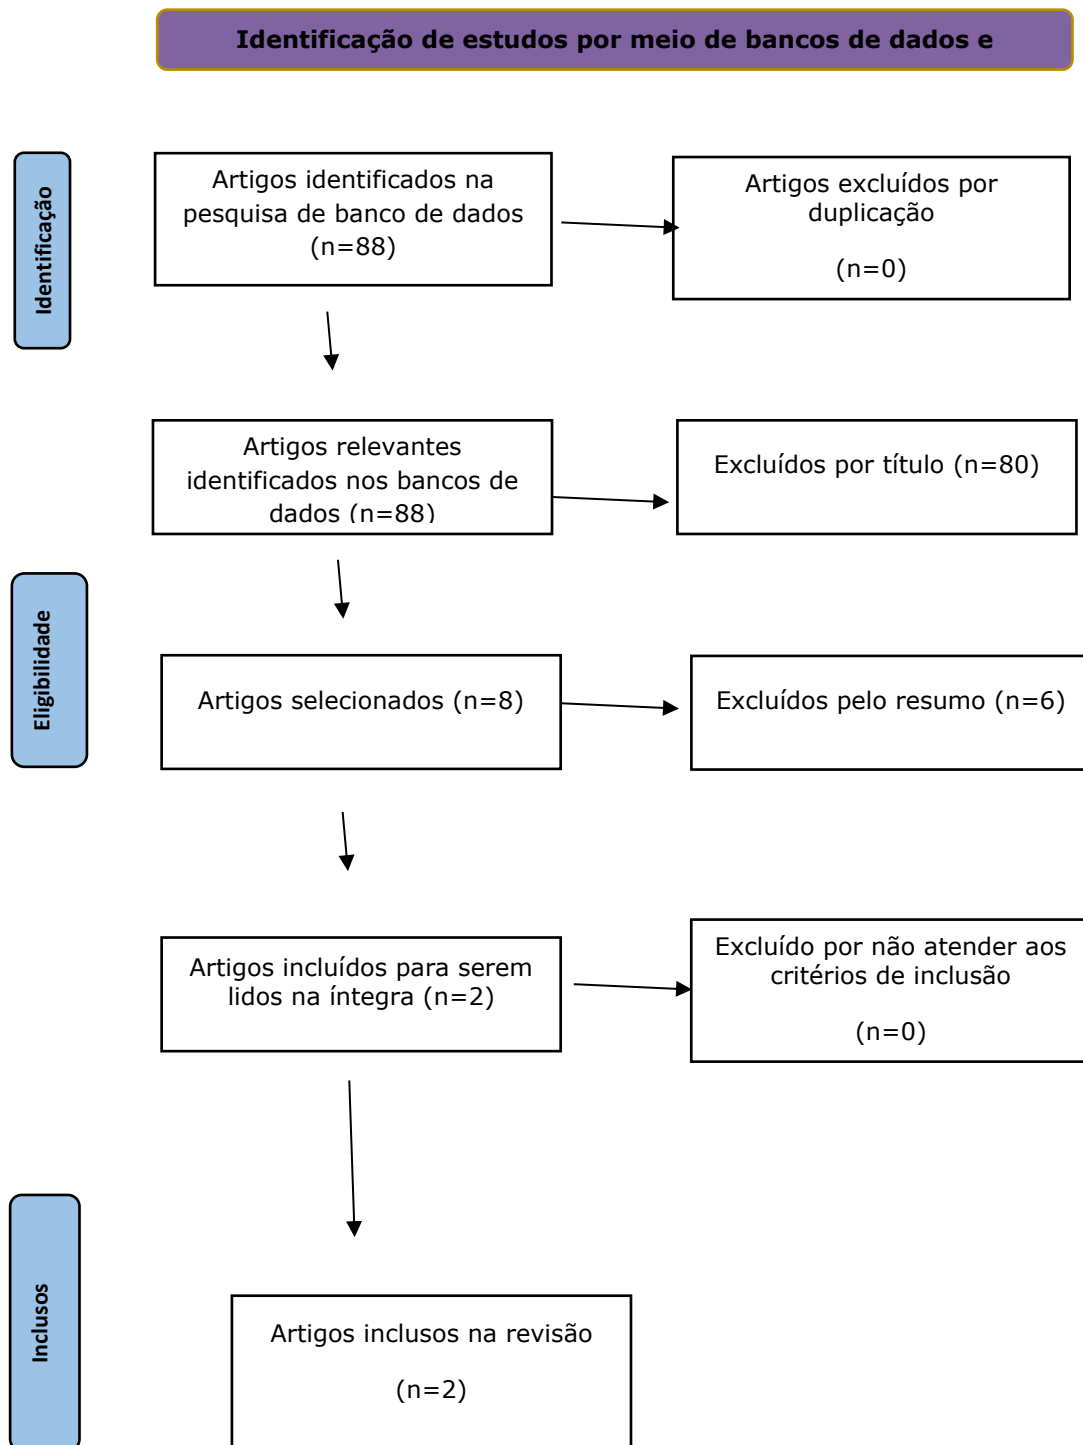 Identificação de estudos por meio de bancos de dados e
Identificação
Artigos identificados na
pesquisa de banco de dados
(n=88)
Artigos excluídos por
duplicação
(n=0)
Artigos relevantes
identificados nos bancos de
dados (n=88)
Excluídos por título (n=80)
Eligibilidade
Artigos selecionados (n=8)
Excluídos pelo resumo (n=6)
Artigos incluídos para serem
lidos na íntegra (n=2)
Excluído por não atender aos
critérios de inclusão
(n=0)
Inclusos
Artigos inclusos na revisão
(n=2)